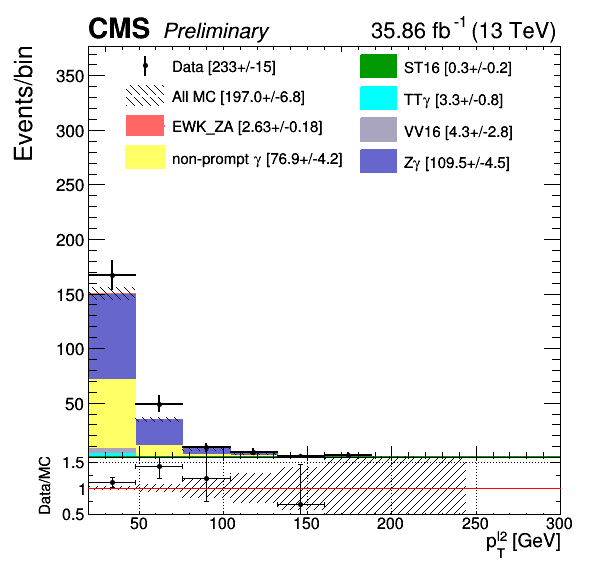 CMS Preliminary 35.86 fb⁻¹ (13 TeV)
Events/bin
350
300
250
200
150
100
50
Data [233+/-15]
All MC [197.0+/-6.8]
EWK_ZA [2.63+/-0.18]
non-prompt γ [76.9+/-4.2]
ST16 [0.3+/-0.2]
TTγ [3.3+/-0.8]
VV16 [4.3+/-2.8]
Zγ [109.5+/-4.5]
Data/MC
1.5
1
0.5
50 100 150 200 250 300
p_T^l2 [GeV]